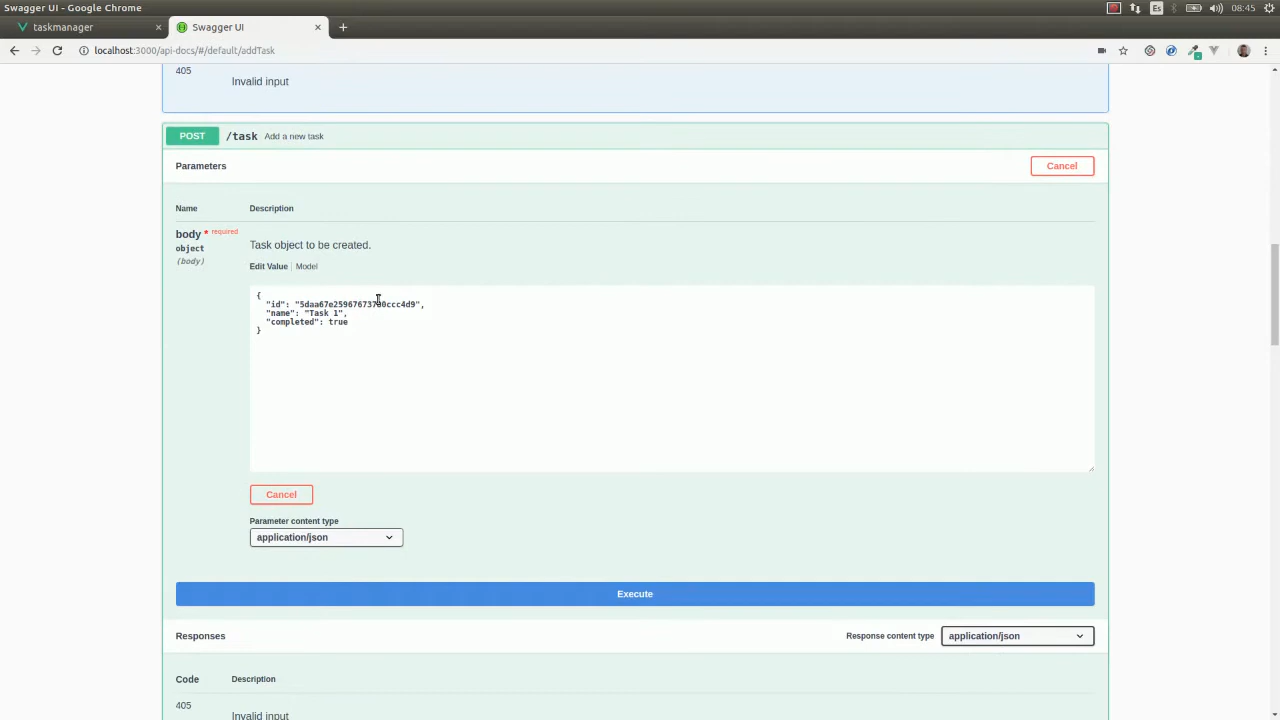 Swagger UI - Google Chrome
Es
08:45
taskmanager
Swagger UI
localhost:3000/api-docs/#/default/addTask
405
Invalid input
POST /task Add a new task
Parameters
Cancel
Name Description
body * required
object
(body)
Task object to be created.
Edit Value | Model
{
"id": "5daa67e25967673780ccc4d9",
"name": "Task 1",
"completed": true
}
Cancel
Parameter content type
application/json
Execute
Responses
Response content type application/json
Code Description
405
Invalid input